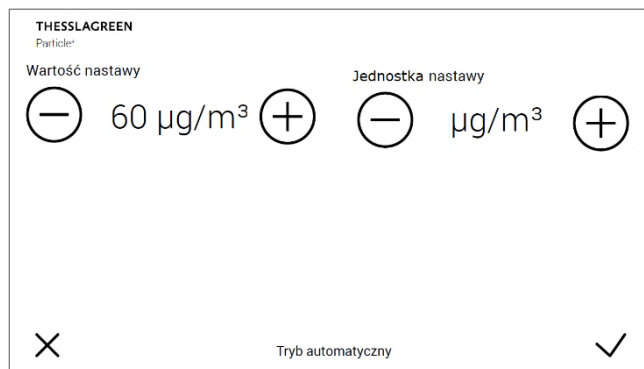 THESSLAGREEN
Particle+
Wartość nastawy
Jednostka nastawy
60 µg/m³
µg/m³
Tryb automatyczny